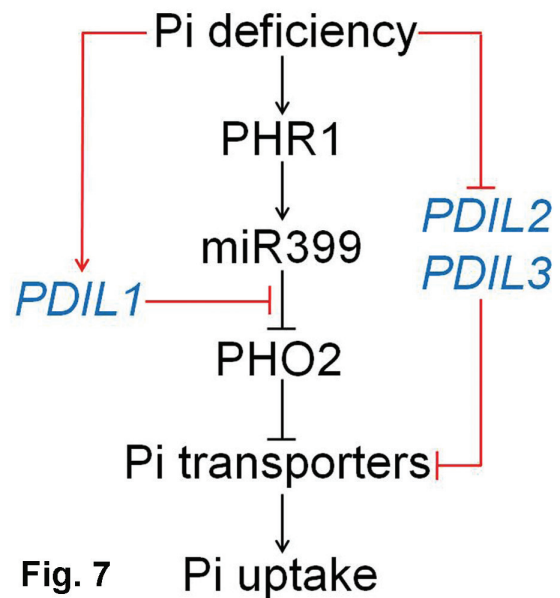 Pi deficiency
PHR1
miR399
PDIL2
PDIL3
PDIL1
PHO2
Pi transporters
Pi uptake
Fig. 7